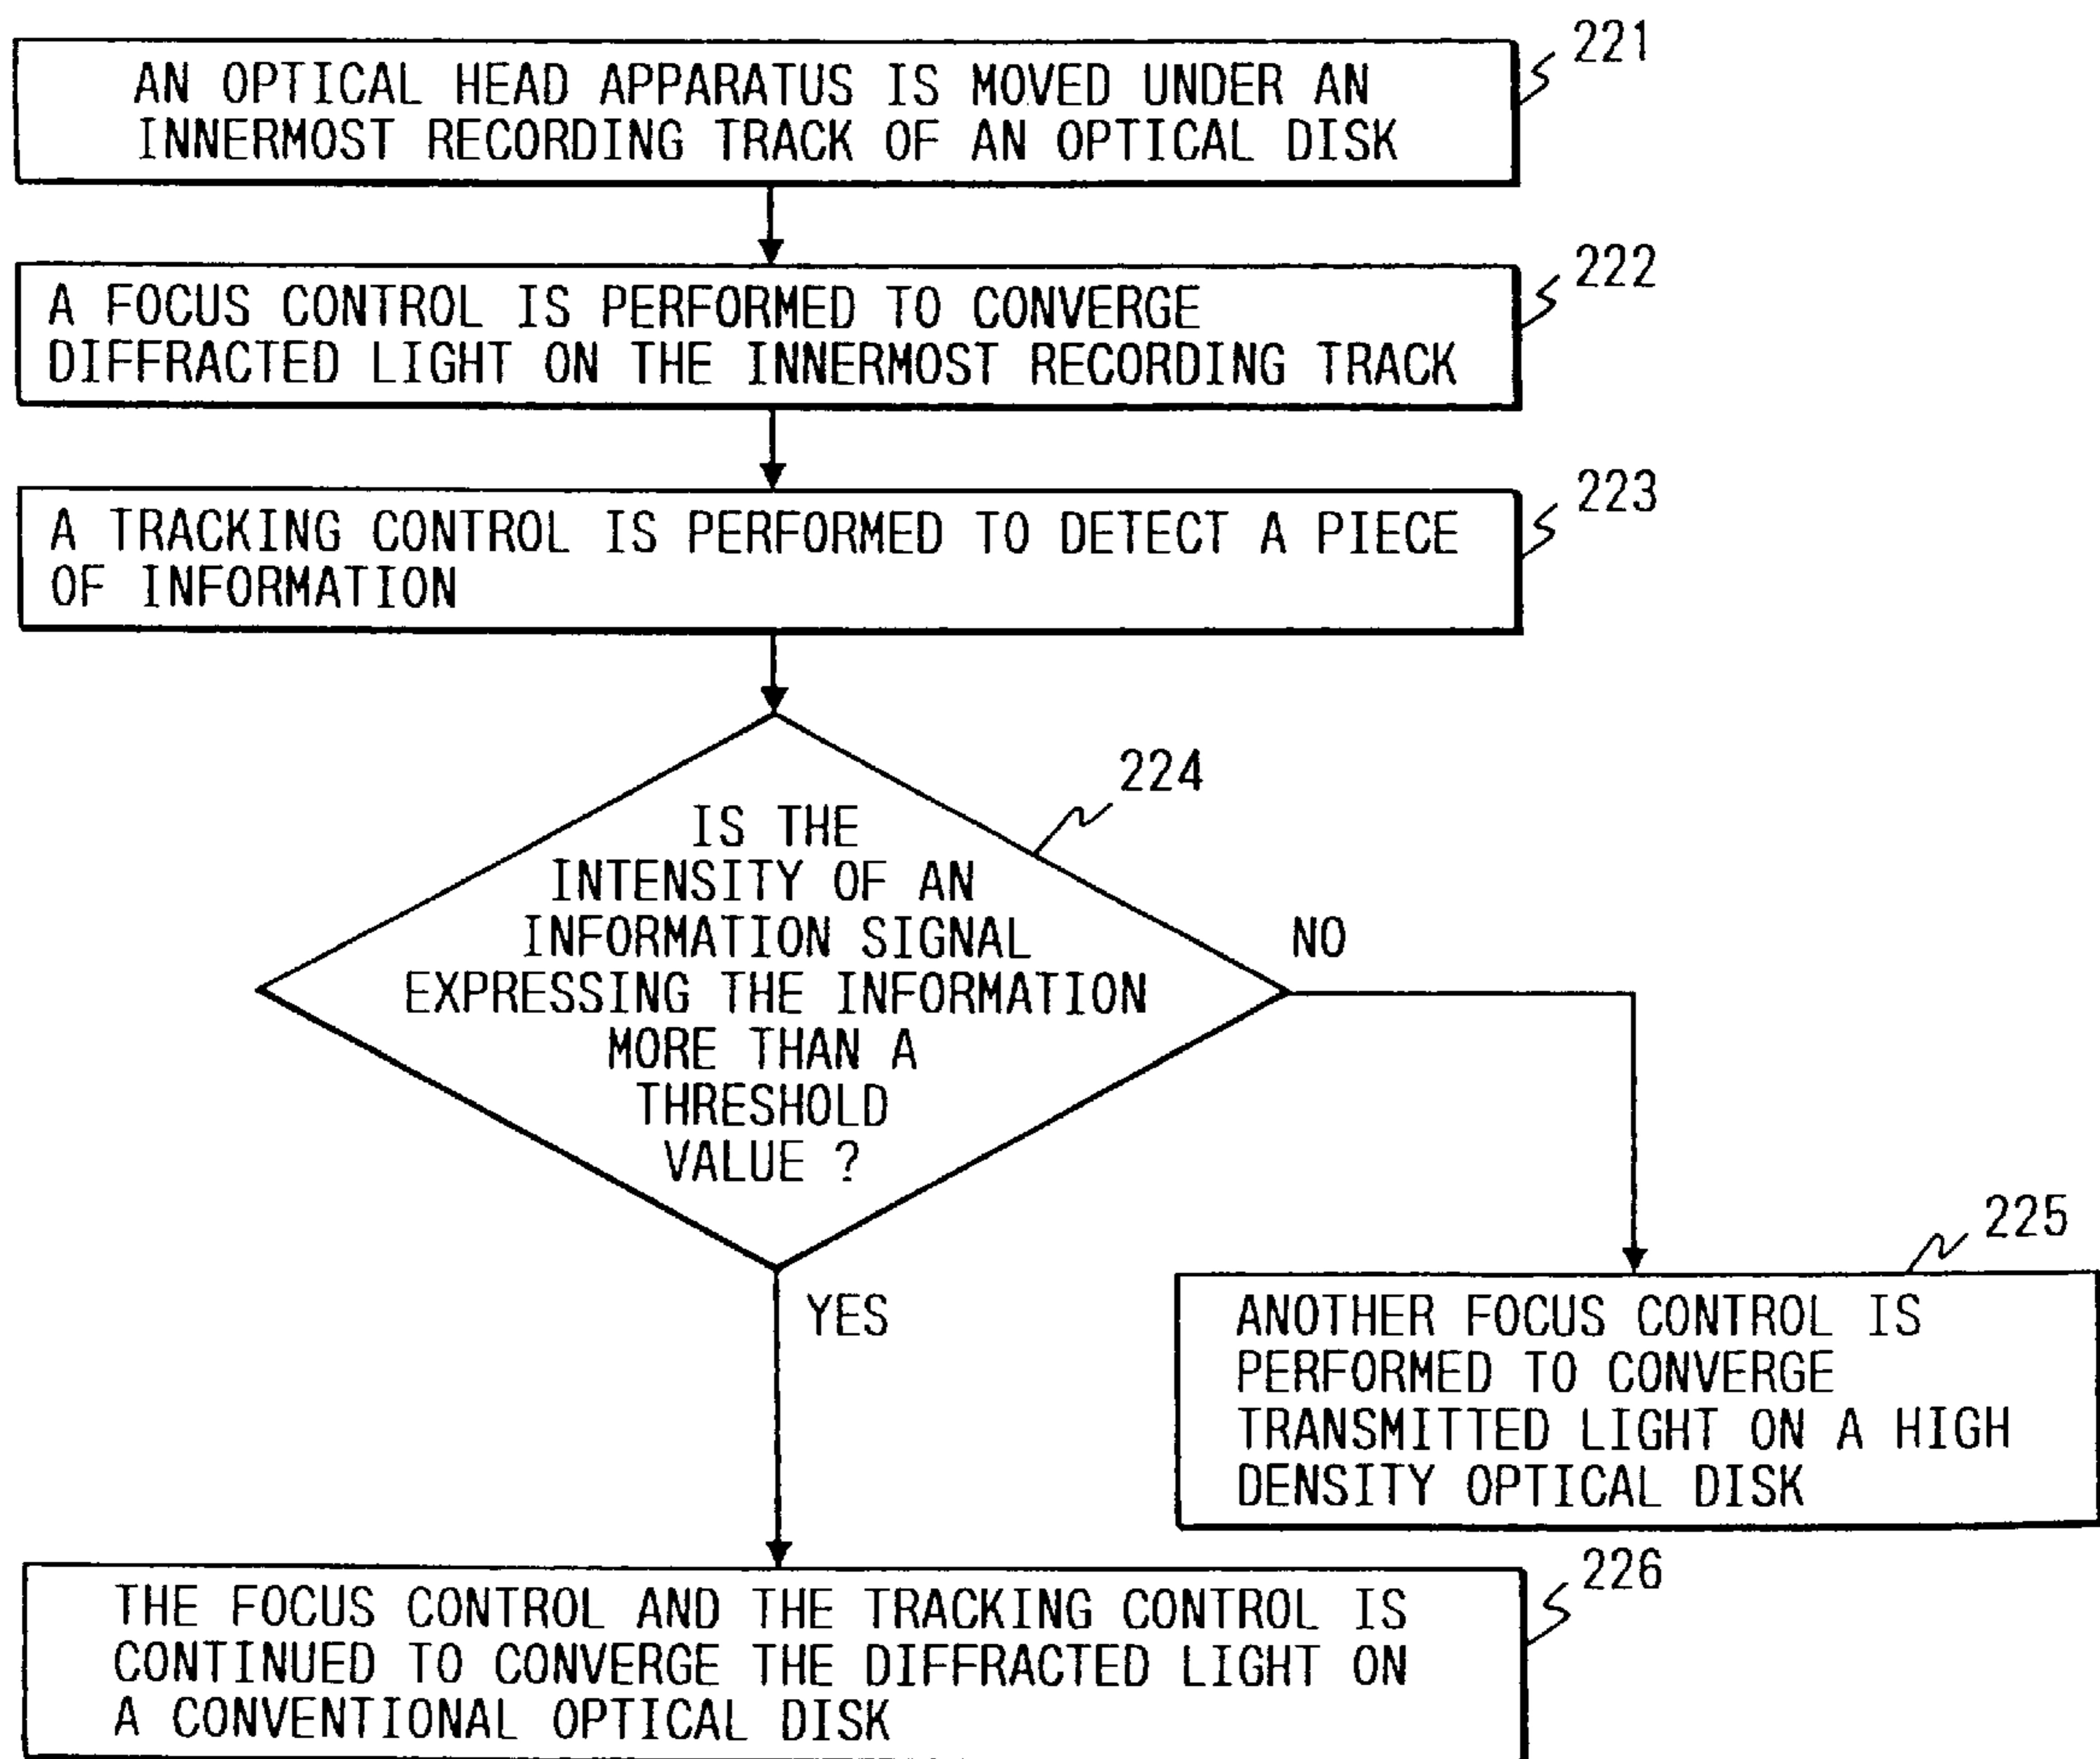 221
AN OPTICAL HEAD APPARATUS IS MOVED UNDER AN
INNERMOST RECORDING TRACK OF AN OPTICAL DISK
222
A FOCUS CONTROL IS PERFORMED TO CONVERGE
DIFFRACTED LIGHT ON THE INNERMOST RECORDING TRACK
223
A TRACKING CONTROL IS PERFORMED TO DETECT A PIECE
OF INFORMATION
224
IS THE
INTENSITY OF AN
INFORMATION SIGNAL
EXPRESSING THE INFORMATION
MORE THAN A
THRESHOLD
VALUE ?
NO
YES
225
ANOTHER FOCUS CONTROL IS
PERFORMED TO CONVERGE
TRANSMITTED LIGHT ON A HIGH
DENSITY OPTICAL DISK
226
THE FOCUS CONTROL AND THE TRACKING CONTROL IS
CONTINUED TO CONVERGE THE DIFFRACTED LIGHT ON
A CONVENTIONAL OPTICAL DISK